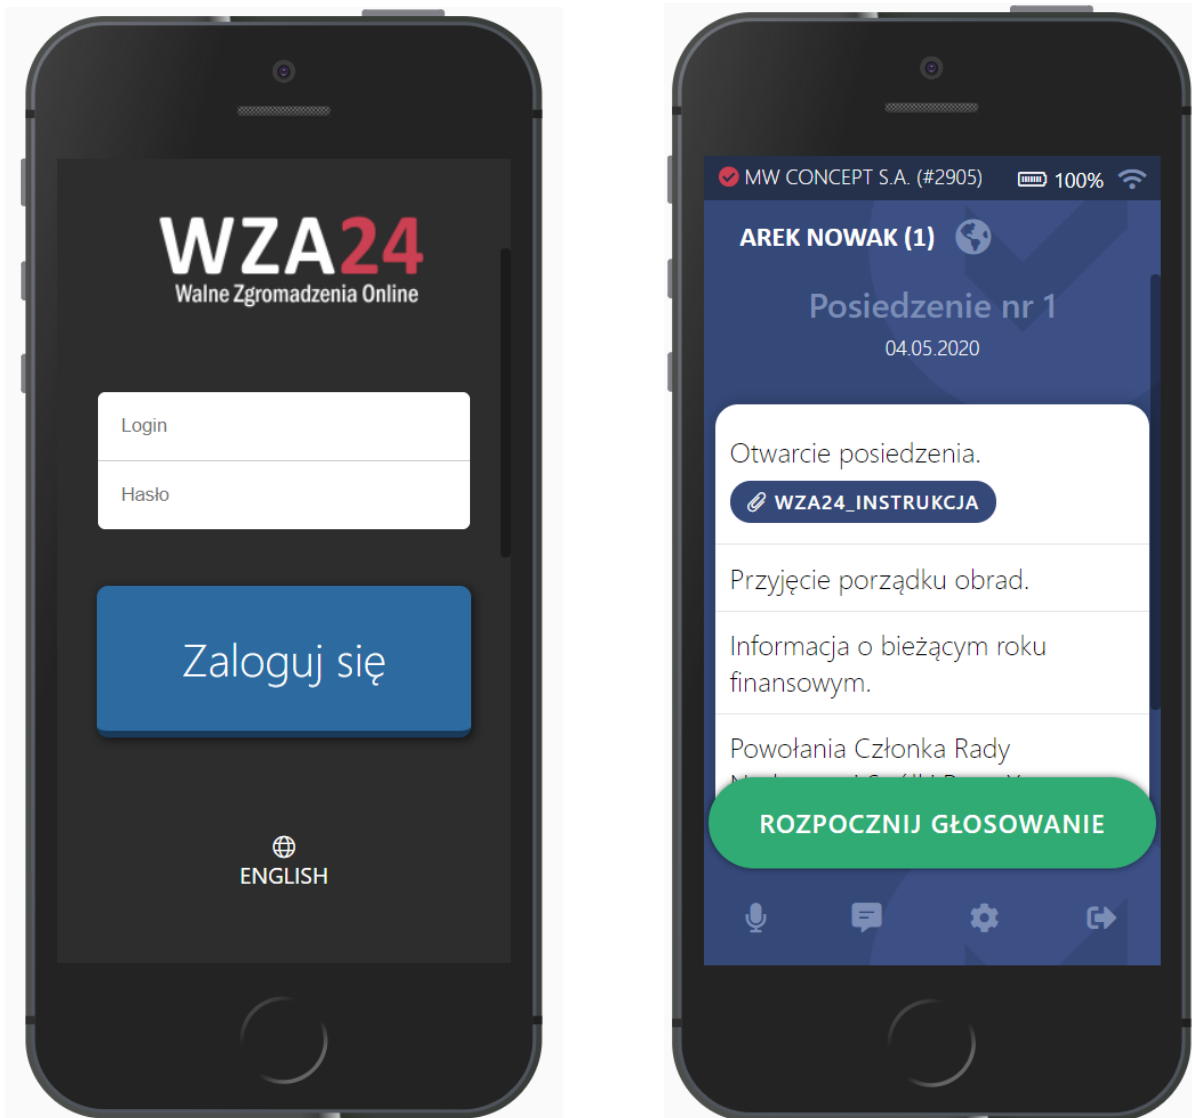 WZA24
Walne Zgromadzenia Online
Login
Hasło
Zaloguj się
ENGLISH
MW CONCEPT S.A. (#2905) 100%
AREK NOWAK (1)
Posiedzenie nr 1
04.05.2020
Otwarcie posiedzenia.
WZA24_INSTRUKCJA
Przyjęcie porządku obrad.
Informacja o bieżącym roku
finansowym.
Powołania Członka Rady
ROZPOCZNIJ GŁOSOWANIE